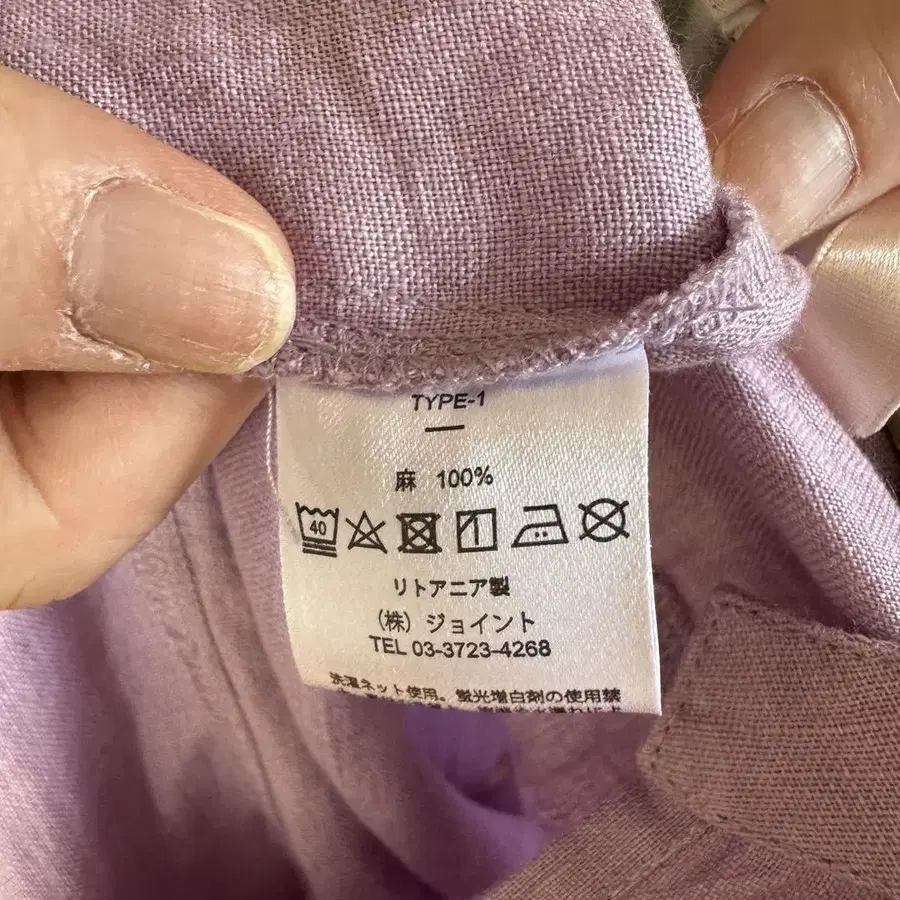 TYPE-1
麻 100%
40
リトアニア製
(株) ジョイント
TEL 03-3723-4268
洗濯ネット使用。蛍光増白剤の使用禁